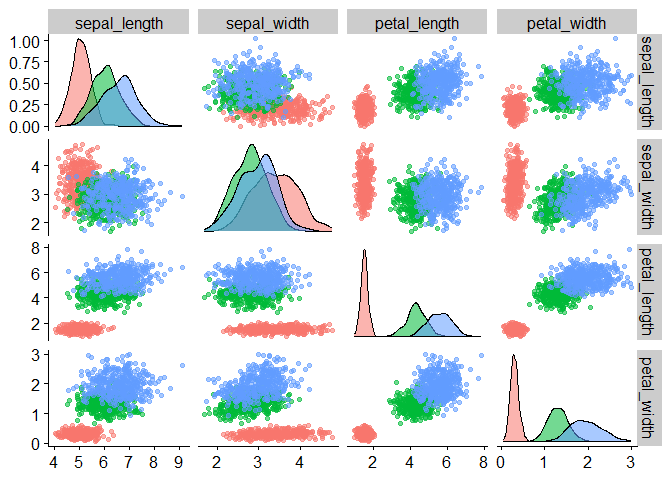 sepal_length sepal_width petal_length petal_width
1.00
0.75
0.50
0.25
0.00
sepal_length
4
3
2
sepal_width
8
6
4
2
petal_length
3
2
1
0
petal_width
4 5 6 7 8 9 2 3 4 2 4 6 8 0 1 2 3